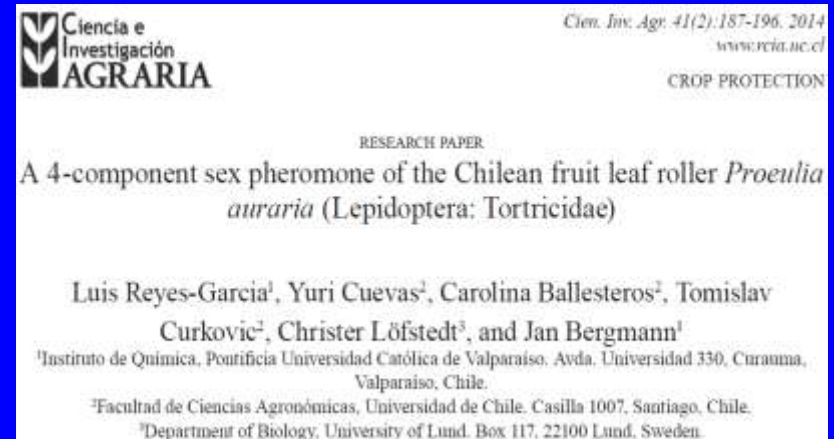 Ciencia e
Investigación
AGRARIA
Cien. Inv. Agr. 41(2):187-196. 2014
www.rcia.uc.cl
CROP PROTECTION
RESEARCH PAPER
A 4-component sex pheromone of the Chilean fruit leaf roller Proeulia
auraria (Lepidoptera: Tortricidae)
Luis Reyes-Garcia¹, Yuri Cuevas², Carolina Ballesteros², Tomislav
Curkovic², Christer Löfstedt³, and Jan Bergmann¹
¹Instituto de Química, Pontificia Universidad Católica de Valparaíso. Avda. Universidad 330, Curauma,
Valparaíso, Chile.
²Facultad de Ciencias Agronómicas, Universidad de Chile. Casilla 1007, Santiago, Chile.
³Department of Biology, University of Lund. Box 117, 22100 Lund, Sweden.